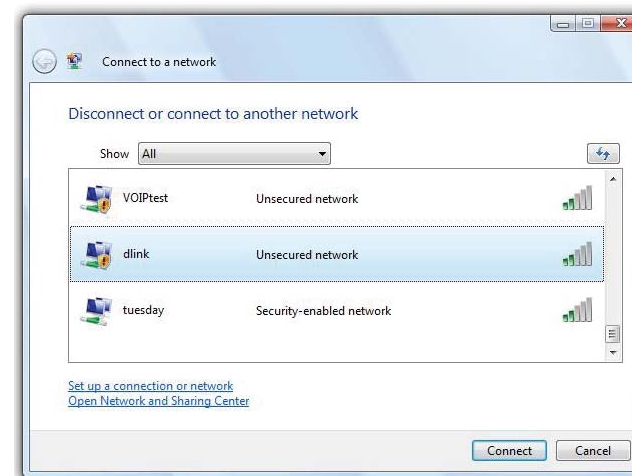 Connect to a network
Disconnect or connect to another network
Show All
VOIPtest Unsecured network
dlink Unsecured network
tuesday Security-enabled network
Set up a connection or network
Open Network and Sharing Center
Connect Cancel